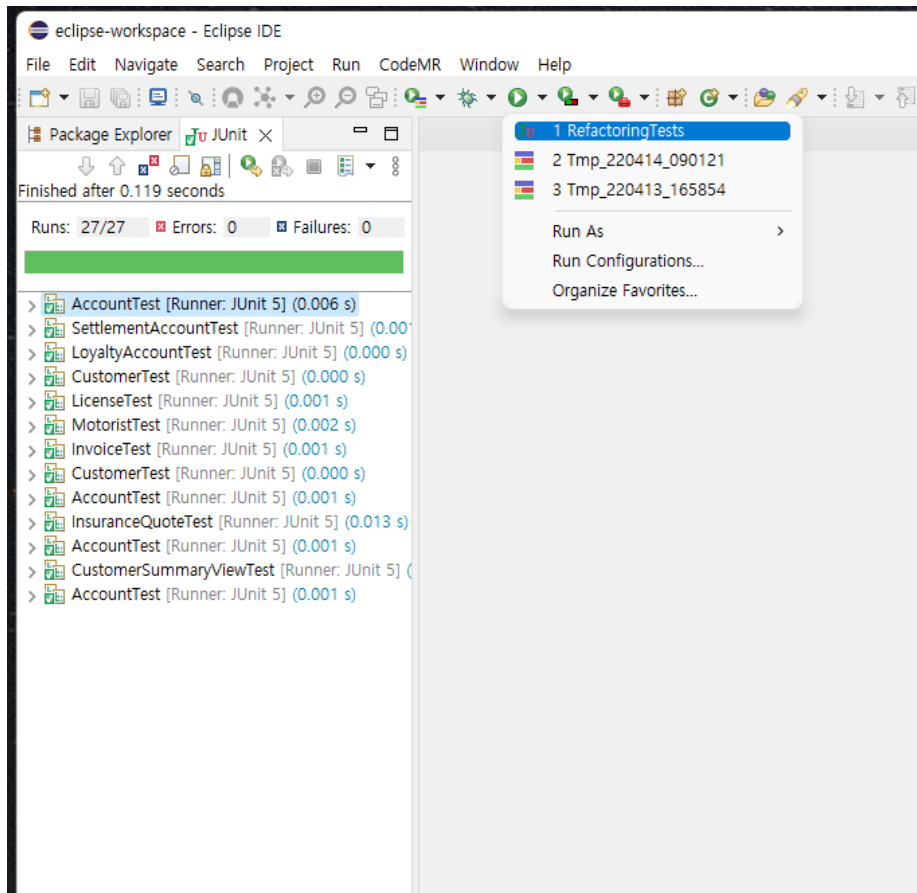 eclipse-workspace - Eclipse IDE
File Edit Navigate Search Project Run CodeMR Window Help
Package Explorer JUnit
Finished after 0.119 seconds
Runs: 27/27 Errors: 0 Failures: 0
AccountTest [Runner: JUnit 5] (0.006 s)
SettlementAccountTest [Runner: JUnit 5] (0.001
LoyaltyAccountTest [Runner: JUnit 5] (0.000 s)
CustomerTest [Runner: JUnit 5] (0.000 s)
LicenseTest [Runner: JUnit 5] (0.001 s)
MotoristTest [Runner: JUnit 5] (0.002 s)
InvoiceTest [Runner: JUnit 5] (0.001 s)
CustomerTest [Runner: JUnit 5] (0.000 s)
AccountTest [Runner: JUnit 5] (0.001 s)
InsuranceQuoteTest [Runner: JUnit 5] (0.013 s)
AccountTest [Runner: JUnit 5] (0.001 s)
CustomerSummaryViewTest [Runner: JUnit 5] (
AccountTest [Runner: JUnit 5] (0.001 s)
1 RefactoringTests
2 Tmp_220414_090121
3 Tmp_220413_165854
Run As
Run Configurations...
Organize Favorites...